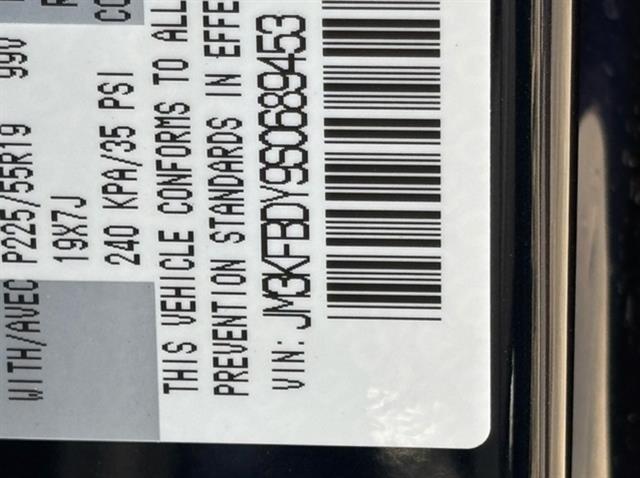 WITH/AVEC P225/55R19 99V
19X7J
240 KPA/35 PSI
THIS VEHICLE CONFORMS TO ALL
PREVENTION STANDARDS IN EFFE
VIN: JM3KFBDY9S0689453